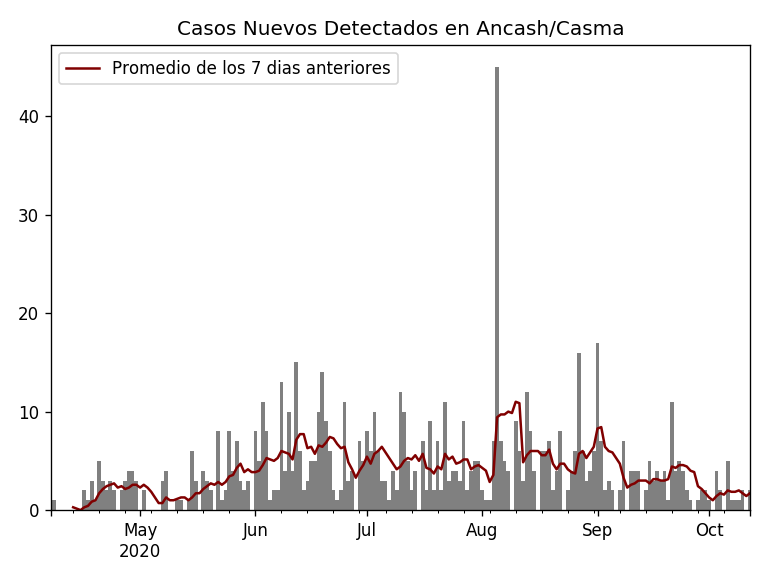 Casos Nuevos Detectados en Ancash/Casma
Promedio de los 7 dias anteriores
40
30
20
10
0
May Jun Jul Aug Sep Oct
2020